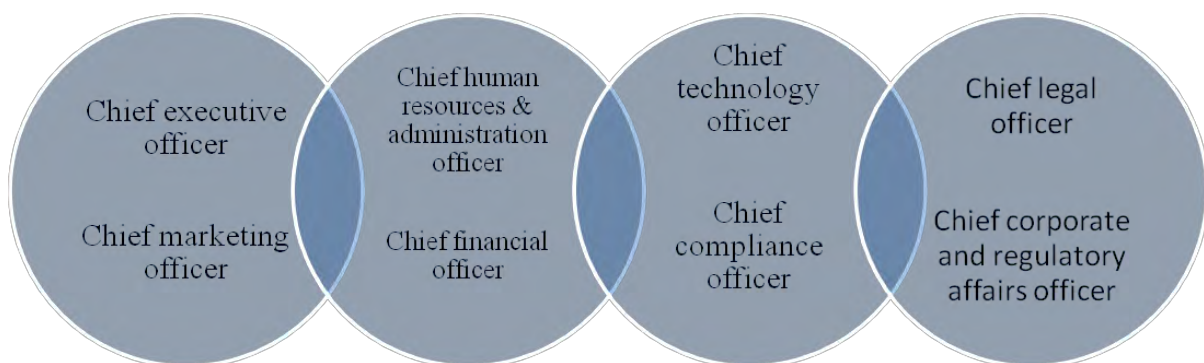 Chief executive
officer
Chief marketing
officer
Chief human
resources &
administration
officer
Chief financial
officer
Chief
technology
officer
Chief
compliance
officer
Chief legal
officer
Chief corporate
and regulatory
affairs officer